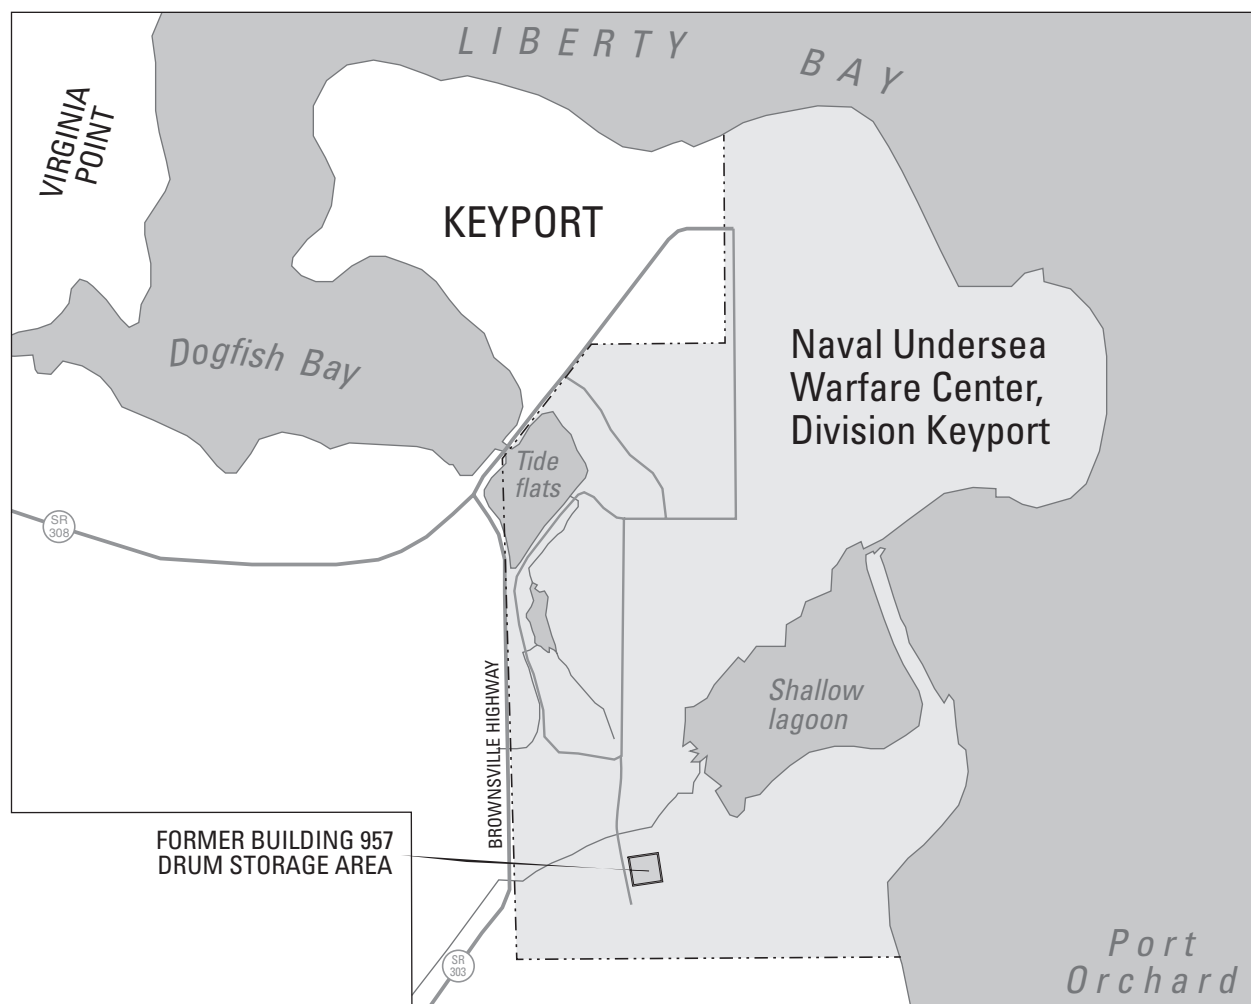 LIBERTY
BAY
VIRGINIA
POINT
KEYPORT
Dogfish Bay
Naval Undersea
Warfare Center,
Division Keyport
Tide
flats
SR
308
Shallow
lagoon
BROWNSVILLE HIGHWAY
FORMER BUILDING 957
DRUM STORAGE AREA
SR
303
Port
Orchard